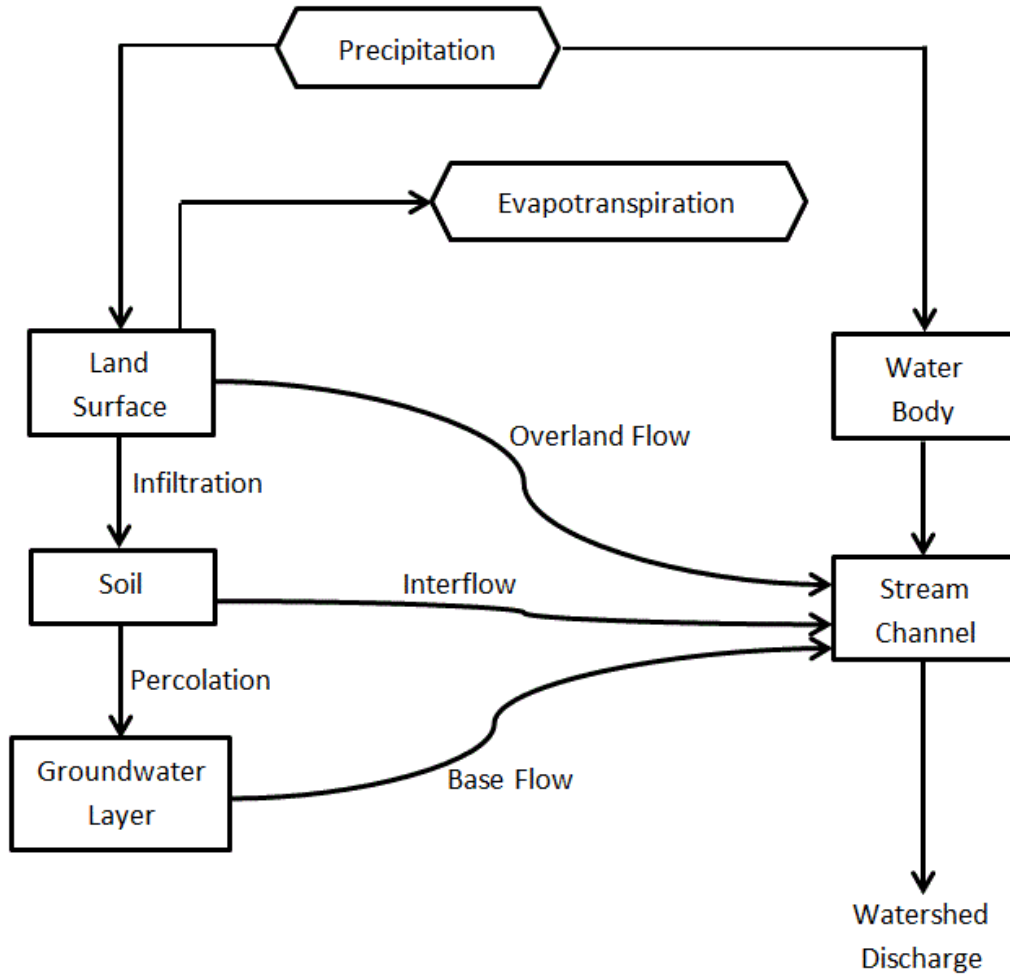 Precipitation
Evapotranspiration
Land
Surface
Water
Body
Overland Flow
Infiltration
Soil
Interflow
Stream
Channel
Percolation
Groundwater
Layer
Base Flow
Watershed
Discharge